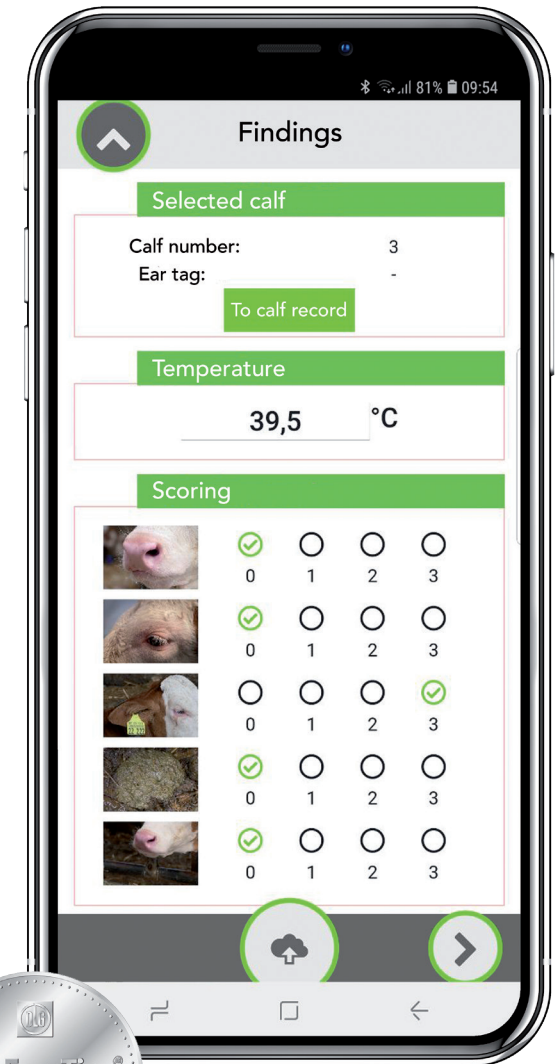 81% 09:54
Findings
Selected calf
Calf number: 3
Ear tag: -
To calf record
Temperature
39,5 °C
Scoring
0 1 2 3
0 1 2 3
0 1 2 3
0 1 2 3
0 1 2 3
DLG